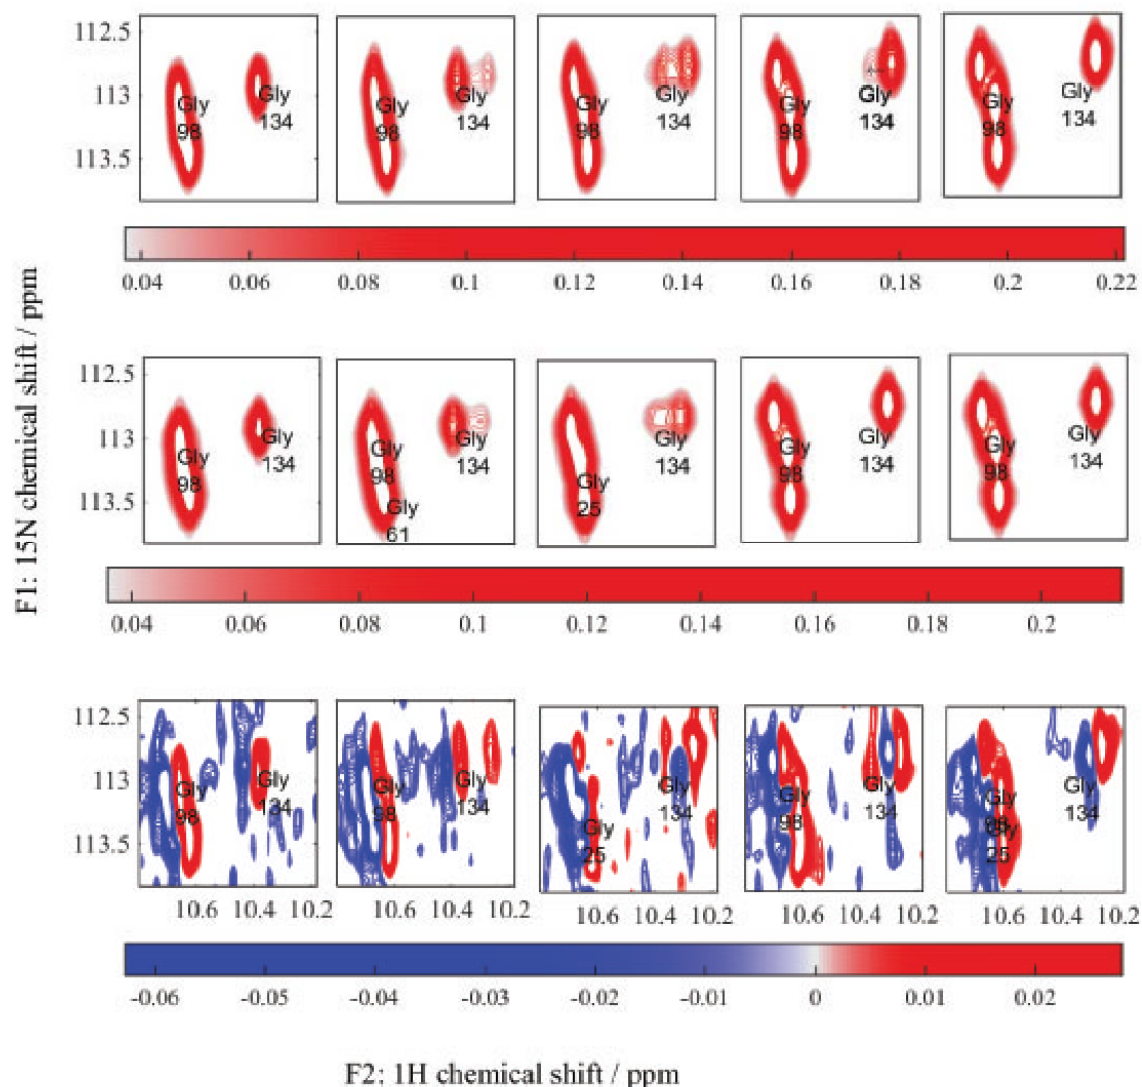 112.5
113
113.5
Gly
98
Gly
134
Gly
98
Gly
134
Gly
98
Gly
134
Gly
98
Gly
134
Gly
98
Gly
134
0.04 0.06 0.08 0.1 0.12 0.14 0.16 0.18 0.2 0.22
F1: 15N chemical shift / ppm
112.5
113
113.5
Gly
98
Gly
134
Gly
98
Gly
61
Gly
134
Gly
25
Gly
134
Gly
98
Gly
134
Gly
98
Gly
134
0.04 0.06 0.08 0.1 0.12 0.14 0.16 0.18 0.2
112.5
113
113.5
Gly
98
Gly
134
Gly
98
Gly
134
Gly
25
Gly
134
Gly
98
Gly
134
Gly
98
Gly
25
Gly
134
10.6 10.4 10.2 10.6 10.4 10.2 10.6 10.4 10.2 10.6 10.4 10.2 10.6 10.4 10.2
-0.06 -0.05 -0.04 -0.03 -0.02 -0.01 0 0.01 0.02
F2: 1H chemical shift / ppm